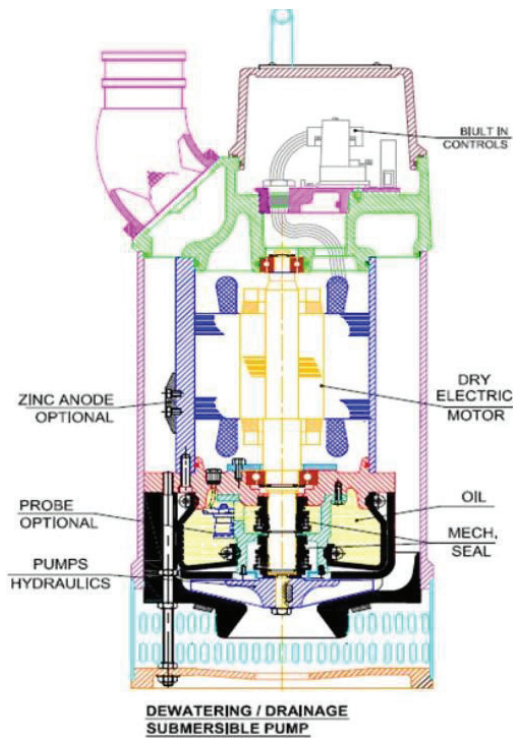 BIULT IN
CONTROLS
ZINC ANODE
OPTIONAL
DRY
ELECTRIC
MOTOR
PROBE
OPTIONAL
OIL
PUMPS
HYDRAULICS
MECH,
SEAL
DEWATERING / DRAINAGE
SUBMERSIBLE PUMP